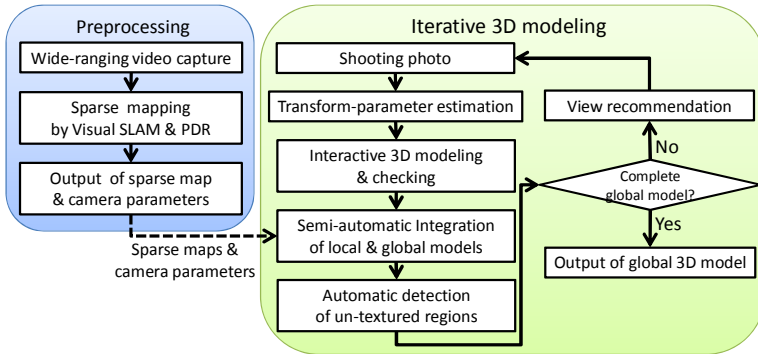 Preprocessing
Wide-ranging video capture
Sparse mapping
by Visual SLAM & PDR
Output of sparse map
& camera parameters
Sparse maps &
camera parameters
Iterative 3D modeling
Shooting photo
Transform-parameter estimation
Interactive 3D modeling
& checking
Semi-automatic Integration
of local & global models
Automatic detection
of un-textured regions
View recommendation
No
Complete
global model?
Yes
Output of global 3D model